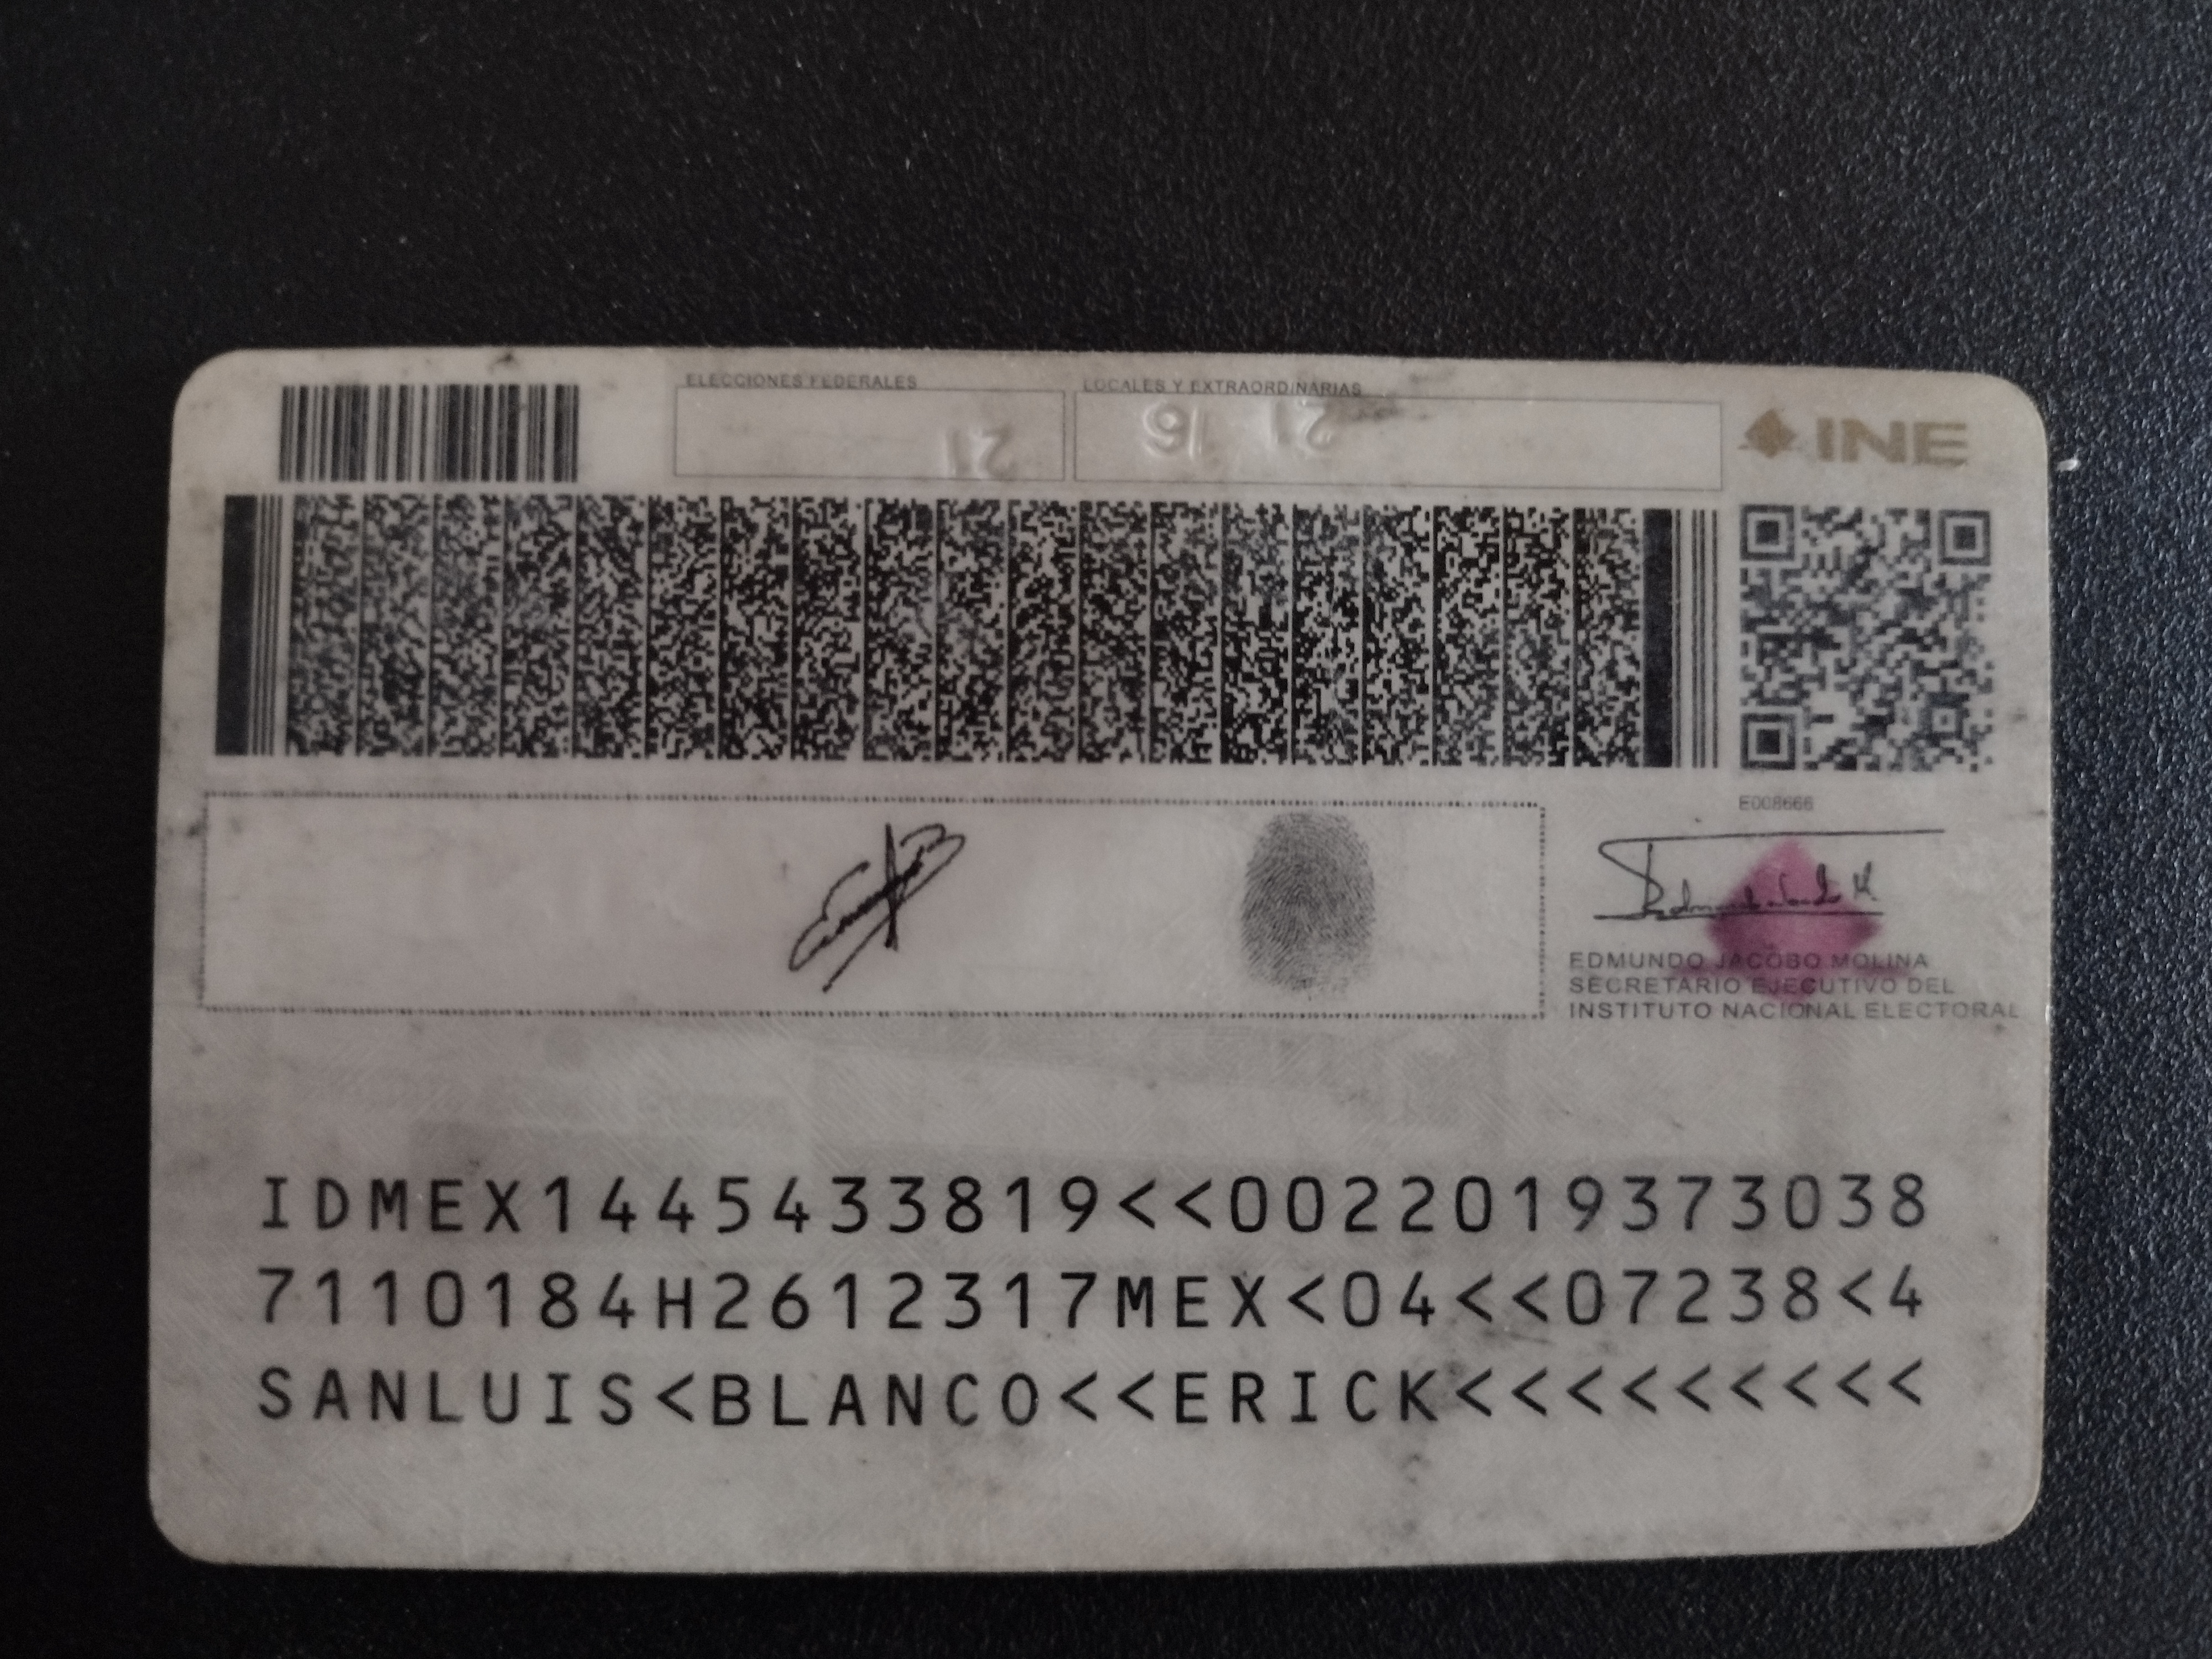 ELECCIONES FEDERALES
LOCALES Y EXTRAORDINARIAS
21
16 21
INE
E008666
EDMUNDO JACOBO MOLINA
SECRETARIO EJECUTIVO DEL
INSTITUTO NACIONAL ELECTORAL
IDMEX1445433819<<0022019373038
7110184H2612317MEX<04<<07238<4
SANLUIS<BLANCO<<ERICK<<<<<<<<<